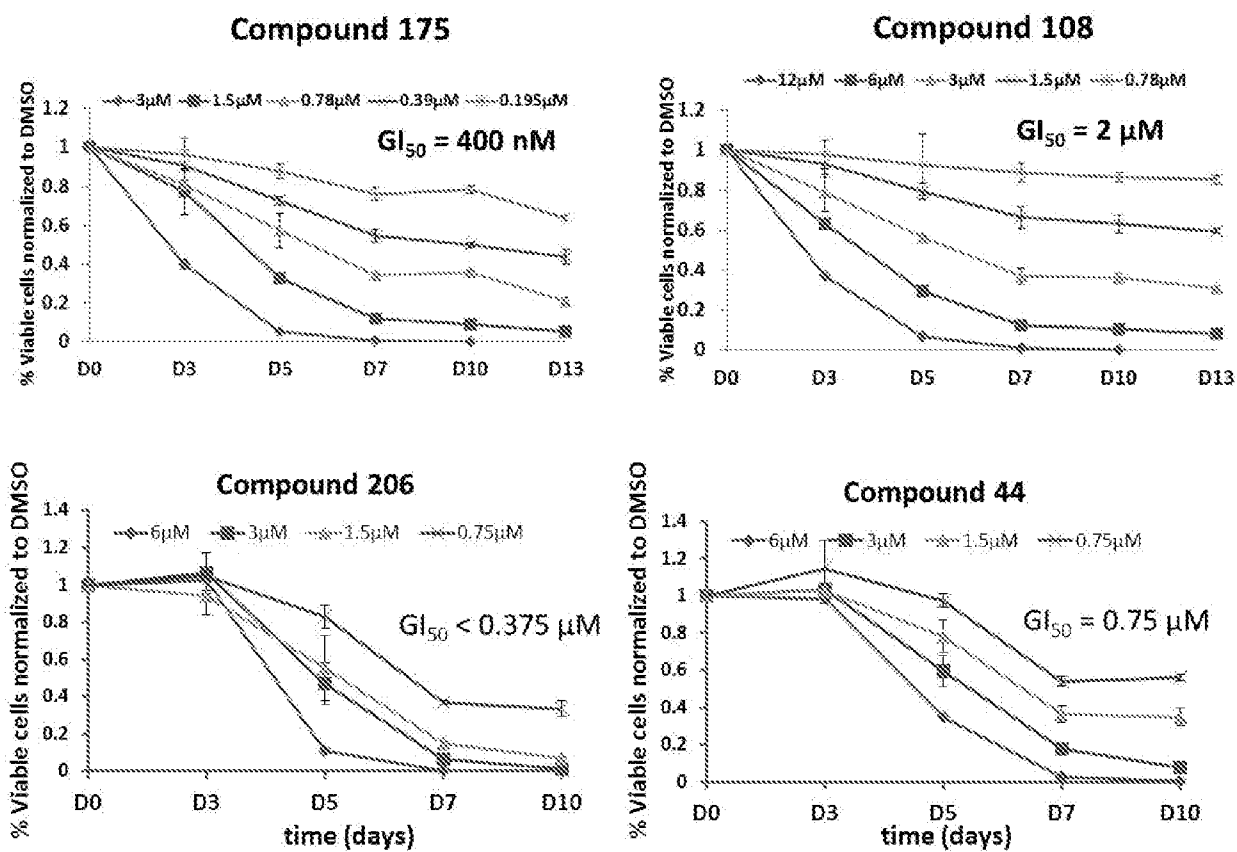 Compound 175
3μM 1.5μM 0.78μM 0.39μM 0.195μM
GI50 = 400 nM
% Viable cells normalized to DMSO
1.2
1
0.8
0.6
0.4
0.2
0
D0 D3 D5 D7 D10 D13
Compound 108
12μM 6μM 3μM 1.5μM 0.78μM
GI50 = 2 μM
% Viable cells normalized to DMSO
1.2
1
0.8
0.6
0.4
0.2
0
D0 D3 D5 D7 D10 D13
Compound 206
6μM 3μM 1.5μM 0.75μM
GI50 < 0.375 μM
% Viable cells normalized to DMSO
1.4
1.2
1
0.8
0.6
0.4
0.2
0
D0 D3 D5 D7 D10
time (days)
Compound 44
6μM 3μM 1.5μM 0.75μM
GI50 = 0.75 μM
% Viable cells normalized to DMSO
1.4
1.2
1
0.8
0.6
0.4
0.2
0
D0 D3 D5 D7 D10
time (days)